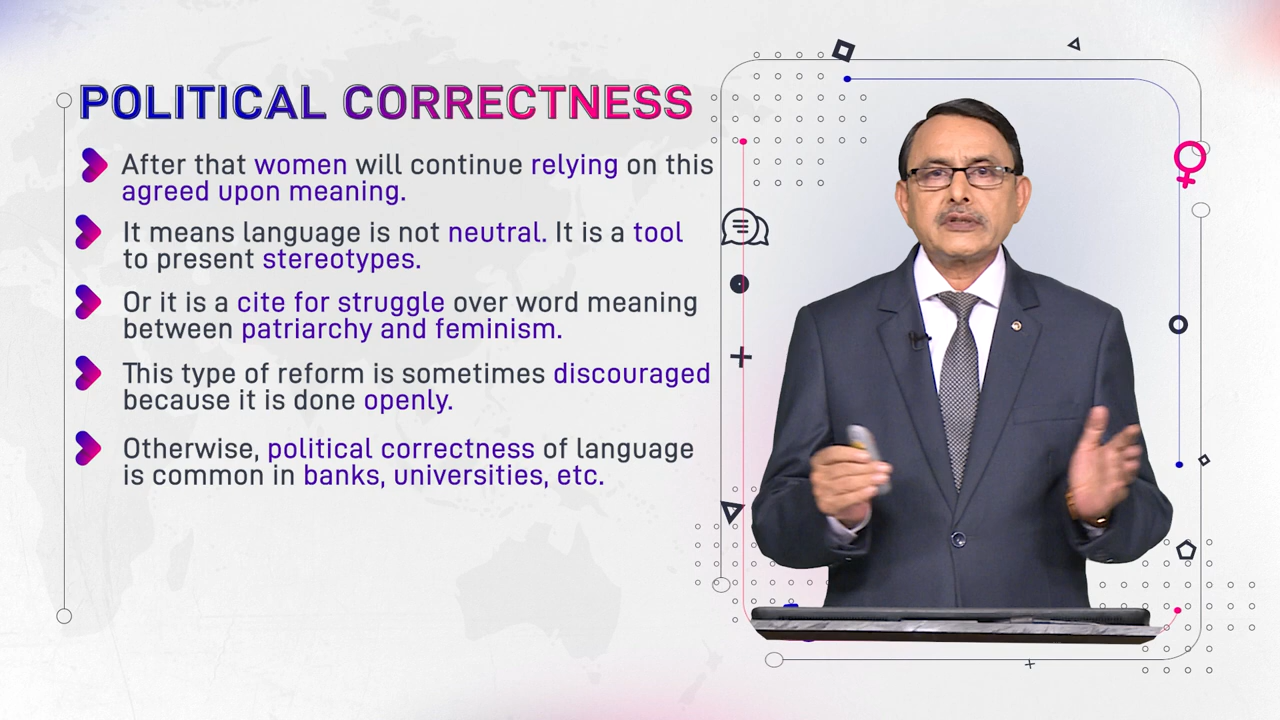 POLITICAL CORRECTNESS
After that women will continue relying on this
agreed upon meaning.
It means language is not neutral. It is a tool
to present stereotypes.
Or it is a cite for struggle over word meaning
between patriarchy and feminism.
This type of reform is sometimes discouraged
because it is done openly.
Otherwise, political correctness of language
is common in banks, universities, etc.